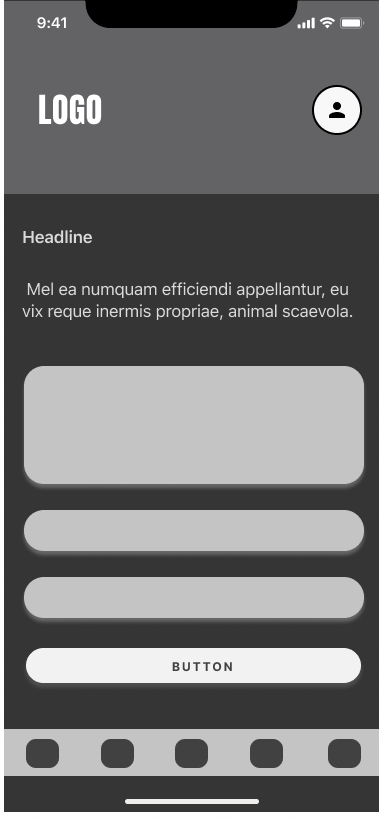 9:41
LOGO
Headline
Mel ea numquam efficiendi appellantur, eu
vix reque inermis propriae, animal scaevola.
BUTTON